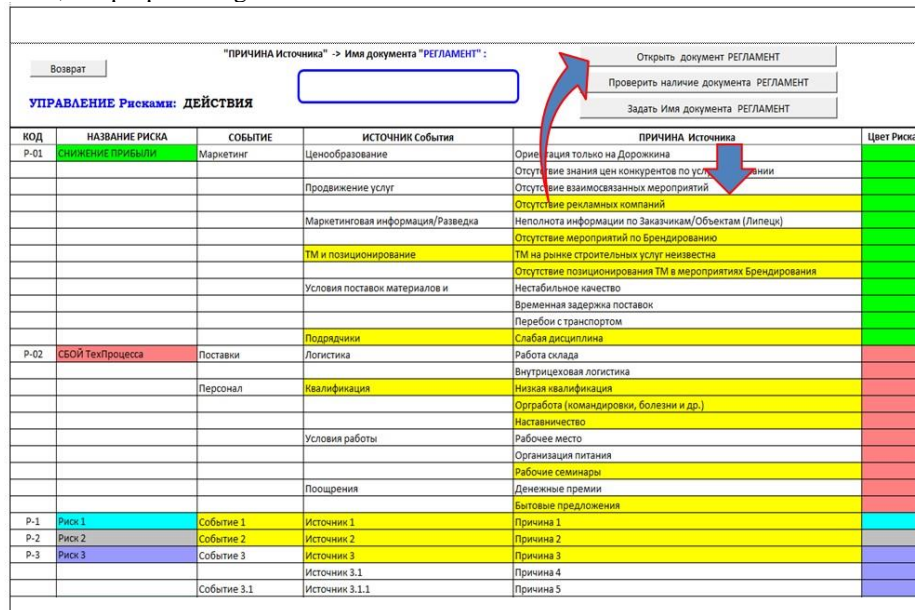 "ПРИЧИНА Источника" -> Имя документа "РЕГЛАМЕНТ" :
Открыть документ РЕГЛАМЕНТ
Возврат
Проверить наличие документа РЕГЛАМЕНТ
УПРАВЛЕНИЕ Рисками: ДЕЙСТВИЯ
Задать Имя документа РЕГЛАМЕНТ
КОД НАЗВАНИЕ РИСКА СОБЫТИЕ ИСТОЧНИК События ПРИЧИНА Источника Цвет Риска
Р-01 СНИЖЕНИЕ ПРИБЫЛИ Маркетинг Ценообразование только на Дорожкина
Отсутствие знания цен конкурентов по
Продвижение услуг Отсутствие взаимосвязанных мероприятий
Отсутствие рекламных компаний
Маркетинговая информация/Разведка Неполнота информации по Заказчикам/Объектам (Липецк)
Отсутствие мероприятий по Брендированию
ТМ и позиционирование ТМ на рынке строительных услуг неизвестна
Отсутствие позиционирования ТМ в мероприятиях Брендирования
Условия поставок материалов и Нестабильное качество
Временная задержка поставок
Перебои с транспортом
Подрядчики Слабая дисциплина
Р-02 СБОЙ ТехПроцесса Поставки Логистика Работа склада
Внутрицеховая логистика
Персонал Квалификация Низкая квалификация
Оргработа (командировки, болезни и др.)
Наставничество
Условия работы Рабочее место
Организация питания
Рабочие семинары
Поощрения Денежные премии
Бытовые предложения
Р-1 Риск 1 Событие 1 Источник 1 Причина 1
Р-2 Риск 2 Событие 2 Источник 2 Причина 2
Р-3 Риск 3 Событие 3 Источник 3 Причина 3
Источник 3.1 Причина 4
Событие 3.1 Источник 3.1.1 Причина 5